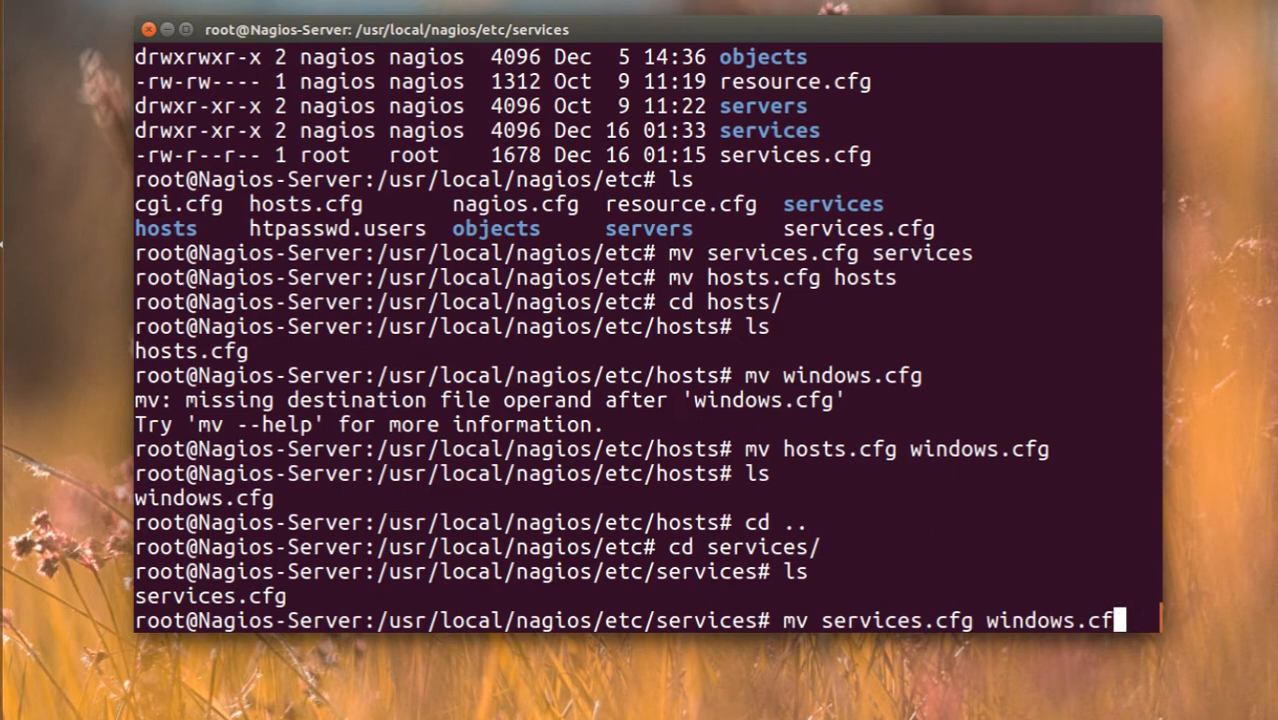 root@Nagios-Server: /usr/local/nagios/etc/services
drwxrwxr-x 2 nagios nagios  4096 Dec  5 14:36 objects
-rw-rw---- 1 nagios nagios  1312 Oct  9 11:19 resource.cfg
drwxr-xr-x 2 nagios nagios  4096 Oct  9 11:22 servers
drwxr-xr-x 2 nagios nagios  4096 Dec 16 01:33 services
-rw-r--r-- 1 root   root    1678 Dec 16 01:15 services.cfg
root@Nagios-Server:/usr/local/nagios/etc# ls
cgi.cfg  hosts.cfg       nagios.cfg  resource.cfg  services
hosts    htpasswd.users  objects     servers       services.cfg
root@Nagios-Server:/usr/local/nagios/etc# mv services.cfg services
root@Nagios-Server:/usr/local/nagios/etc# mv hosts.cfg hosts
root@Nagios-Server:/usr/local/nagios/etc# cd hosts/
root@Nagios-Server:/usr/local/nagios/etc/hosts# ls
hosts.cfg
root@Nagios-Server:/usr/local/nagios/etc/hosts# mv windows.cfg
mv: missing destination file operand after 'windows.cfg'
Try 'mv --help' for more information.
root@Nagios-Server:/usr/local/nagios/etc/hosts# mv hosts.cfg windows.cfg
root@Nagios-Server:/usr/local/nagios/etc/hosts# ls
windows.cfg
root@Nagios-Server:/usr/local/nagios/etc/hosts# cd ..
root@Nagios-Server:/usr/local/nagios/etc# cd services/
root@Nagios-Server:/usr/local/nagios/etc/services# ls
services.cfg
root@Nagios-Server:/usr/local/nagios/etc/services# mv services.cfg windows.cf